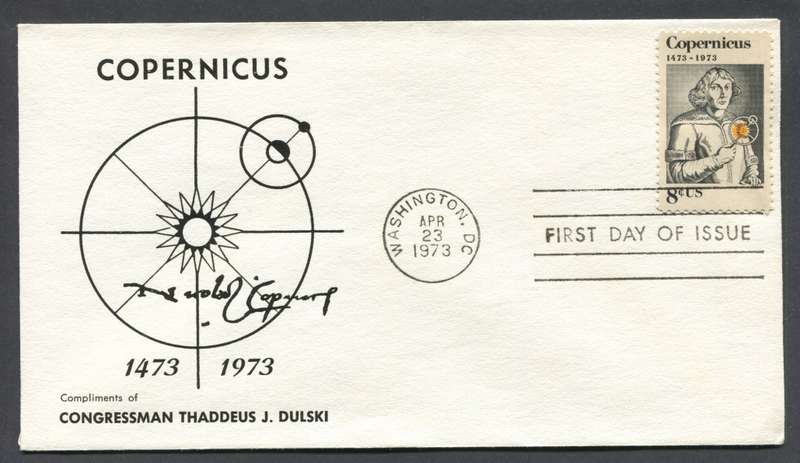 COPERNICUS
1473 1973
Compliments of
CONGRESSMAN THADDEUS J. DULSKI
WASHINGTON, DC
APR
23
1973
Copernicus
1473-1973
8¢US
FIRST DAY OF ISSUE